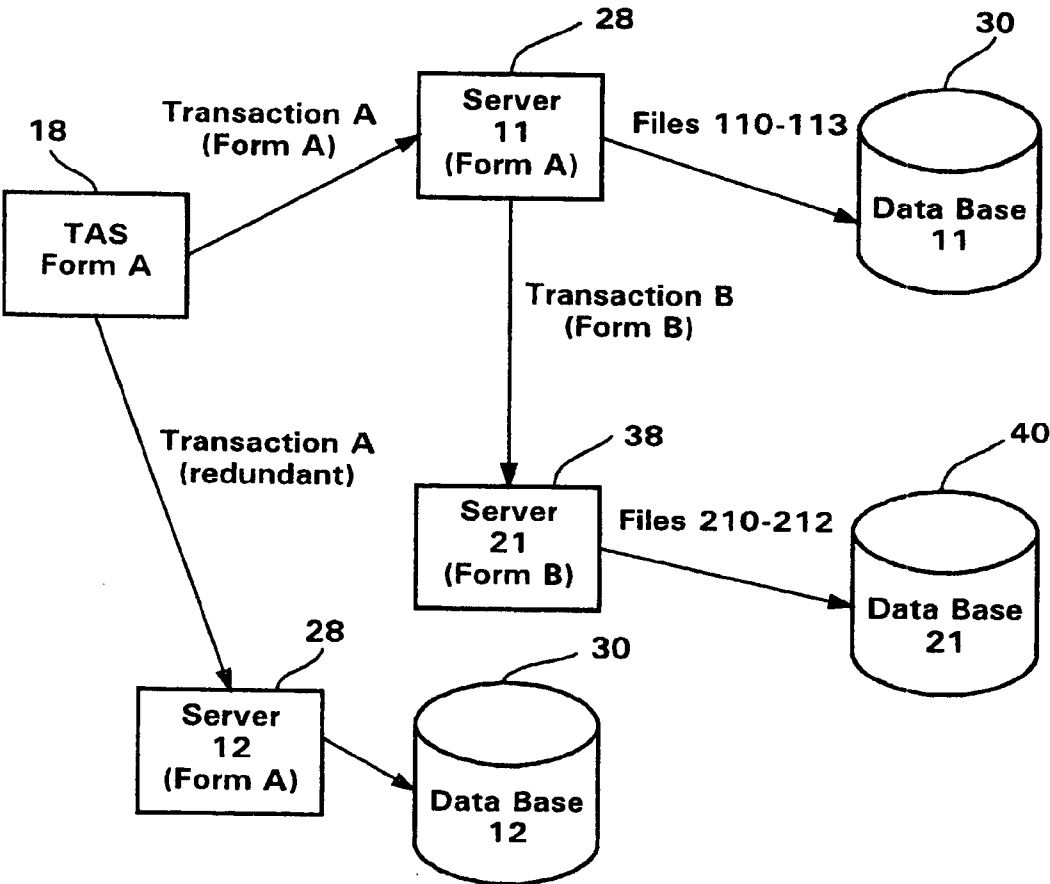 28
30
18
Transaction A
(Form A)
Server
11
(Form A)
Files 110-113
Data Base
11
TAS
Form A
Transaction B
(Form B)
Transaction A
(redundant)
38
40
Server
21
(Form B)
Files 210-212
Data Base
21
28
30
Server
12
(Form A)
Data Base
12